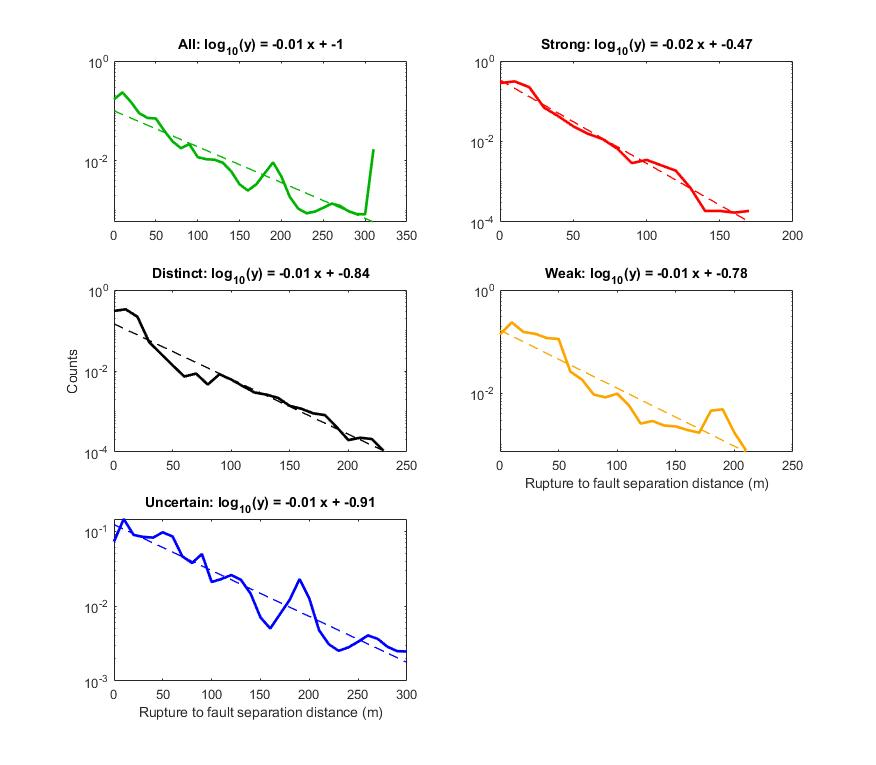 All: log10(y) = -0.01 x + -1
10^0
10^-2
0 50 100 150 200 250 300 350
Strong: log10(y) = -0.02 x + -0.47
10^0
10^-2
10^-4
0 50 100 150 200
Distinct: log10(y) = -0.01 x + -0.84
Counts
10^0
10^-2
10^-4
0 50 100 150 200 250
Weak: log10(y) = -0.01 x + -0.78
10^0
10^-2
0 50 100 150 200 250
Rupture to fault separation distance (m)
Uncertain: log10(y) = -0.01 x + -0.91
10^-1
10^-2
10^-3
0 50 100 150 200 250 300
Rupture to fault separation distance (m)